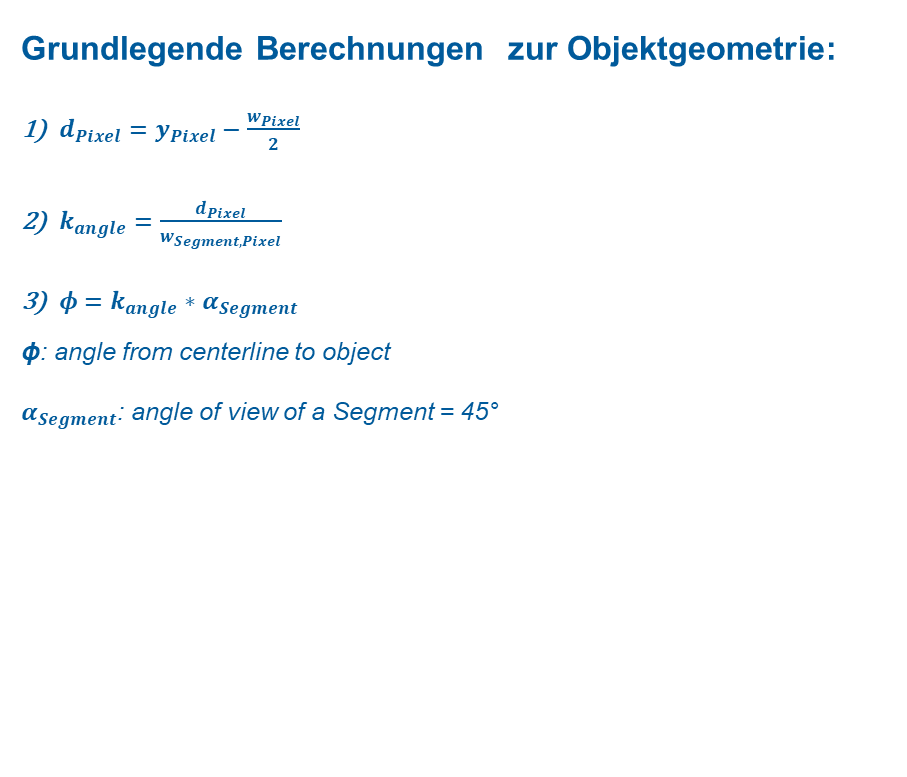 Grundlegende Berechnungen zur Objektgeometrie:
1) d_Pixel = y_Pixel − w_Pixel/2
2) k_angle = d_Pixel/w_Segment,Pixel
3) ϕ = k_angle * α_Segment
ϕ: angle from centerline to object
α_Segment: angle of view of a Segment = 45°